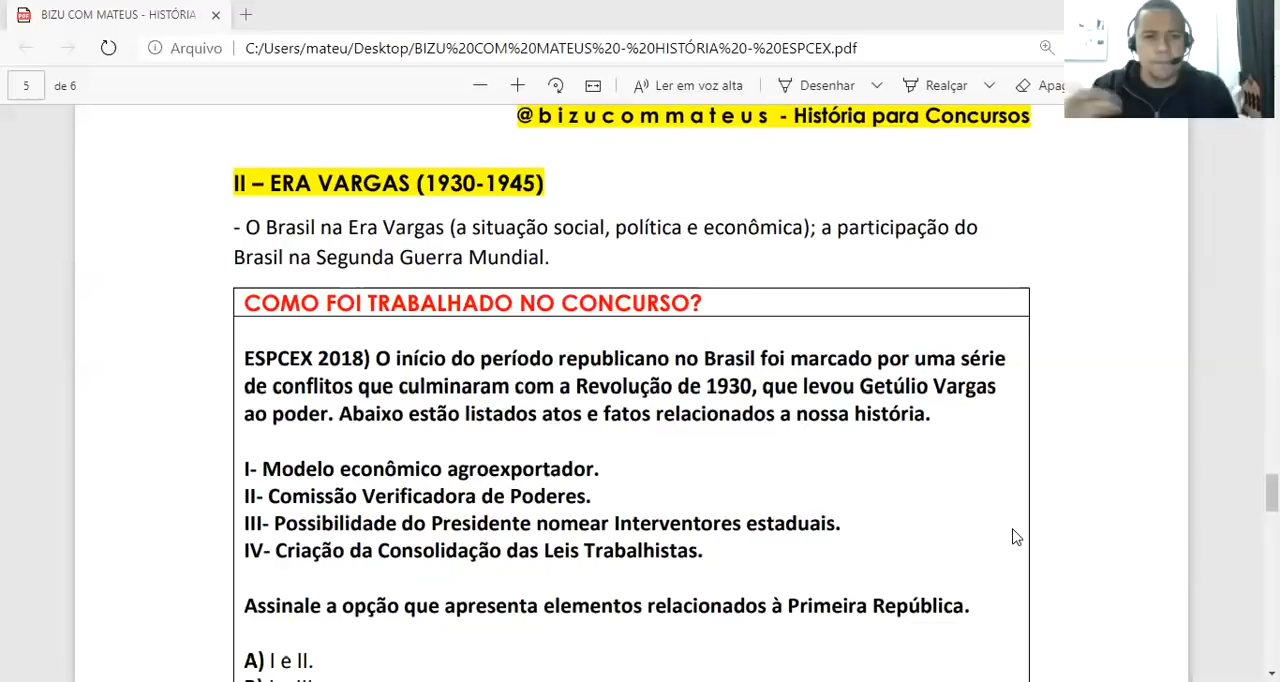 BIZU COM MATEUS - HISTÓRIA
Arquivo
C:/Users/mateu/Desktop/BIZU%20COM%20MATEUS%20-%20HISTÓRIA%20-%20ESPCEX.pdf
5 de 6
Ler em voz alta
Desenhar
Realçar
Apag
@bizucommateus - História para Concursos
II – ERA VARGAS (1930-1945)
- O Brasil na Era Vargas (a situação social, política e econômica); a participação do
Brasil na Segunda Guerra Mundial.
COMO FOI TRABALHADO NO CONCURSO?
ESPCEX 2018) O início do período republicano no Brasil foi marcado por uma série
de conflitos que culminaram com a Revolução de 1930, que levou Getúlio Vargas
ao poder. Abaixo estão listados atos e fatos relacionados a nossa história.
I- Modelo econômico agroexportador.
II- Comissão Verificadora de Poderes.
III- Possibilidade do Presidente nomear Interventores estaduais.
IV- Criação da Consolidação das Leis Trabalhistas.
Assinale a opção que apresenta elementos relacionados à Primeira República.
A) I e II.